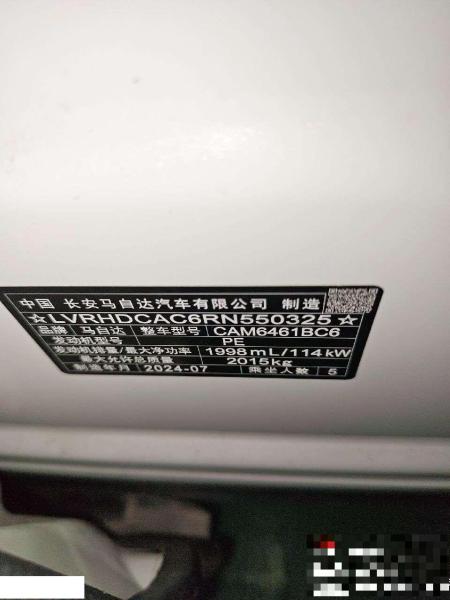 中国 长安马自达汽车有限公司 制造
☆LVRHDCAC6RN550325☆
品牌 马自达 整车型号 CAM6461BC6
发动机型号 PE
发动机排量/最大净功率 1998mL/114kW
最大允许总质量 2015kg
制造年月 2024-07 乘坐人数 5